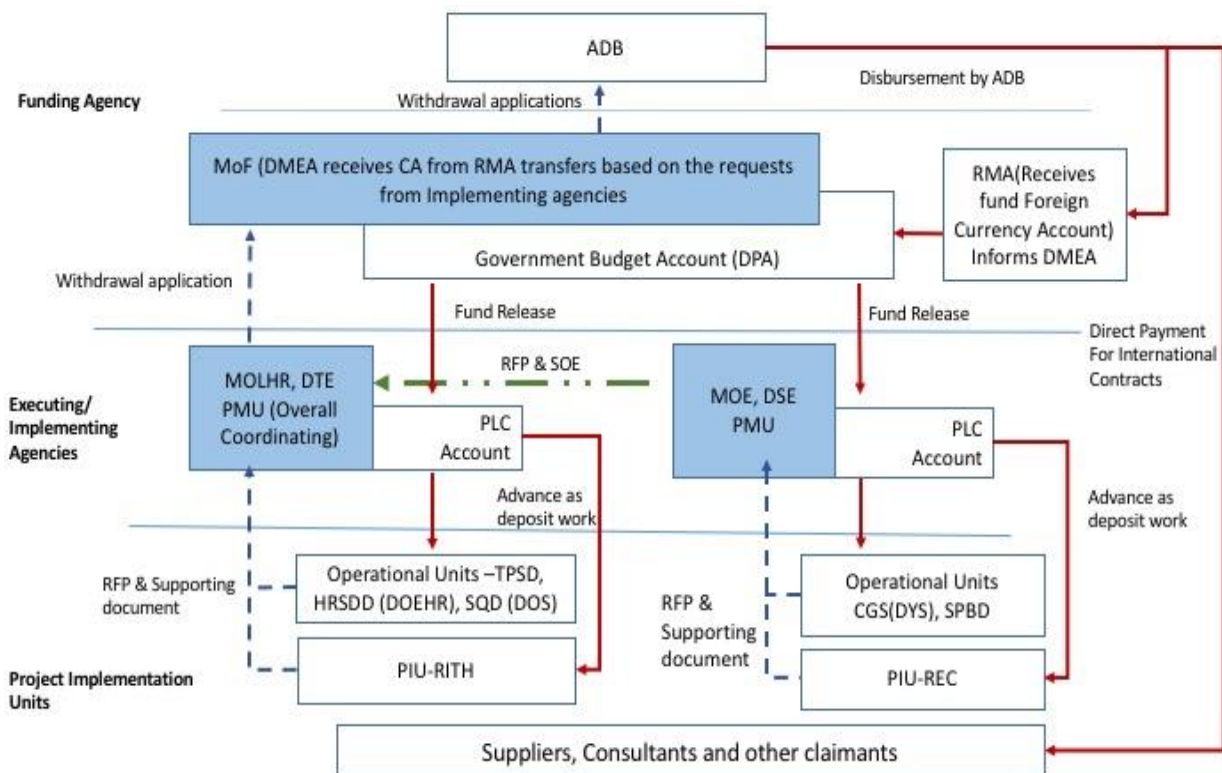 ADB
Disbursement by ADB
Funding Agency
Withdrawal applications
MoF (DMEA receives CA from RMA transfers based on the requests
from Implementing agencies
RMA(Receives
fund Foreign
Currency Account)
Informs DMEA
Government Budget Account (DPA)
Withdrawal application
Fund Release
Fund Release
Direct Payment
For International
Contracts
RFP & SOE
MOLHR, DTE
PMU (Overall
Coordinating)
MOE, DSE
PMU
Executing/
Implementing
Agencies
PLC
Account
PLC
Account
Advance as
deposit work
Advance as
deposit work
RFP & Supporting
document
Operational Units –TPSD,
HRSDD (DOEHR), SQD (DOS)
Operational Units
CGS(DYS), SPBD
RFP &
Supporting
document
Project Implementation
Units
PIU-RITH
PIU-REC
Suppliers, Consultants and other claimants